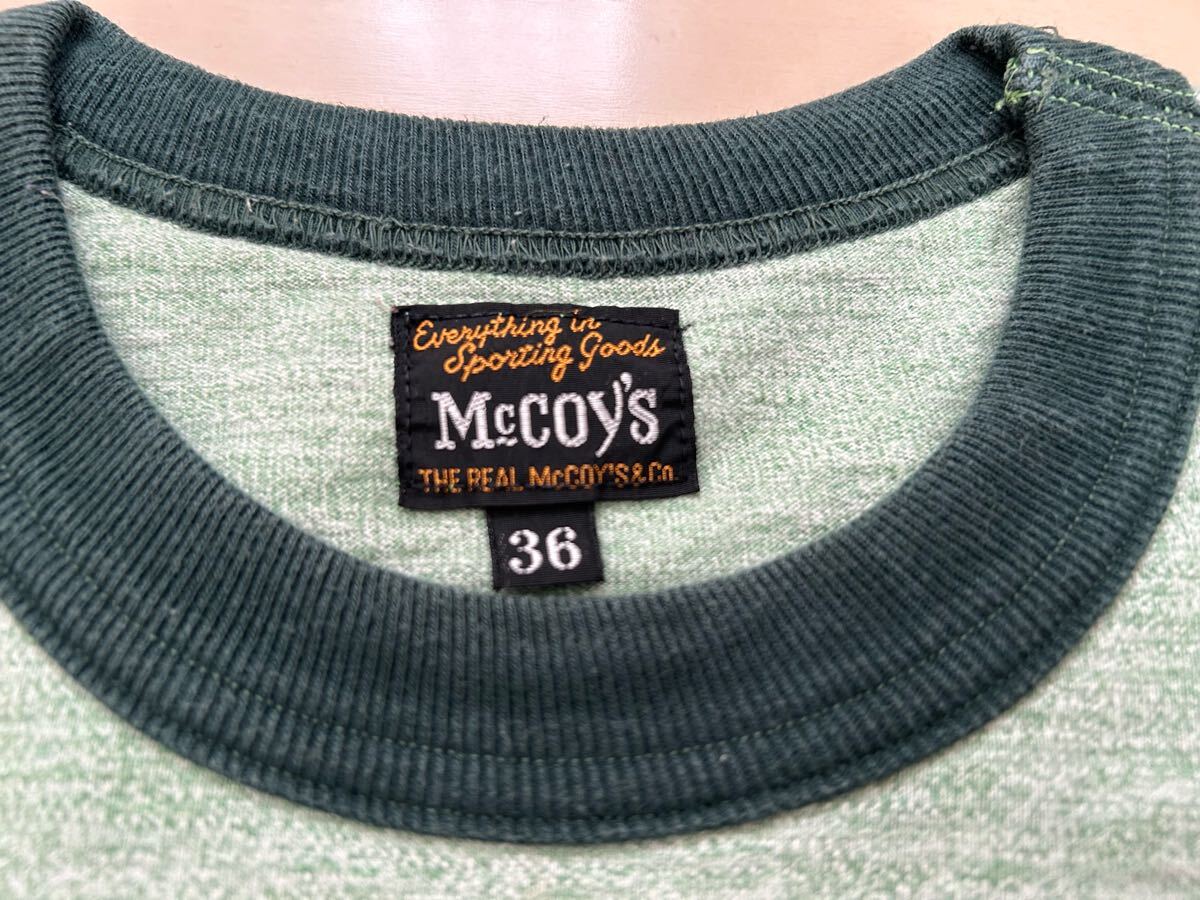 Everything in
Sporting Goods
McCOY'S
THE REAL McCOY'S & Co.
36